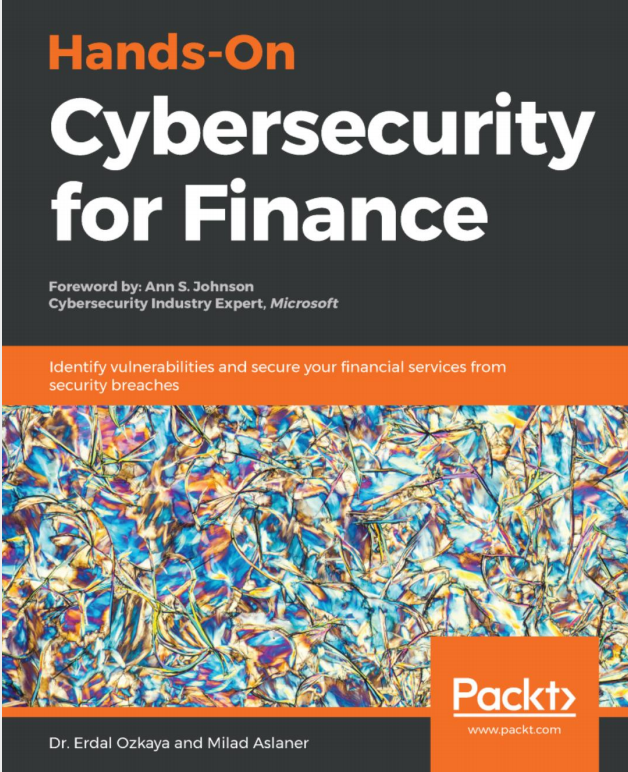 Hands-On
Cybersecurity
for Finance
Foreword by: Ann S. Johnson
Cybersecurity Industry Expert, Microsoft
Identify vulnerabilities and secure your financial services from
security breaches
Packt>
www.packt.com
Dr. Erdal Ozkaya and Milad Aslaner